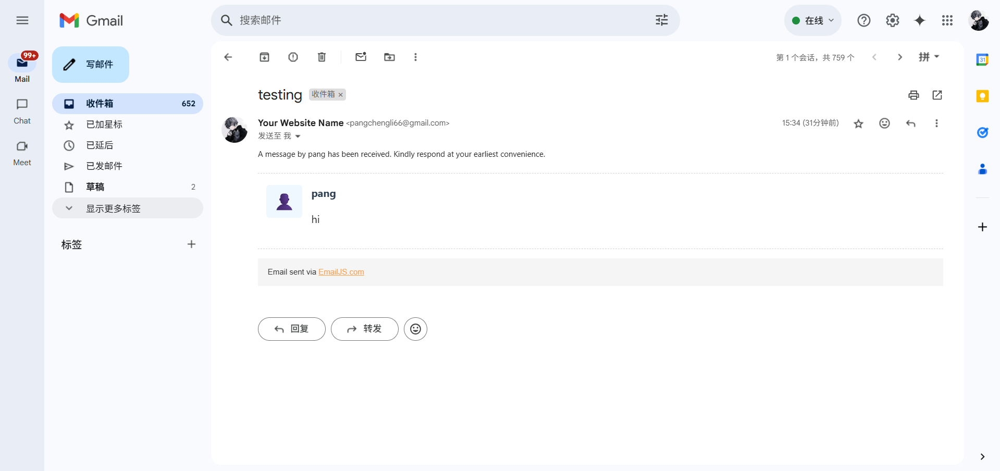 Gmail
搜索邮件
在线
99+
Mail
Chat
Meet
写邮件
收件箱 652
已加星标
已延后
已发邮件
草稿 2
显示更多标签
标签
第 1 个会话，共 759 个
拼
testing 收件箱 ×
Your Website Name <pangchengli66@gmail.com> 15:34 (31分钟前)
发送至 我
A message by pang has been received. Kindly respond at your earliest convenience.
pang
hi
Email sent via EmailJS.com
回复 转发
31